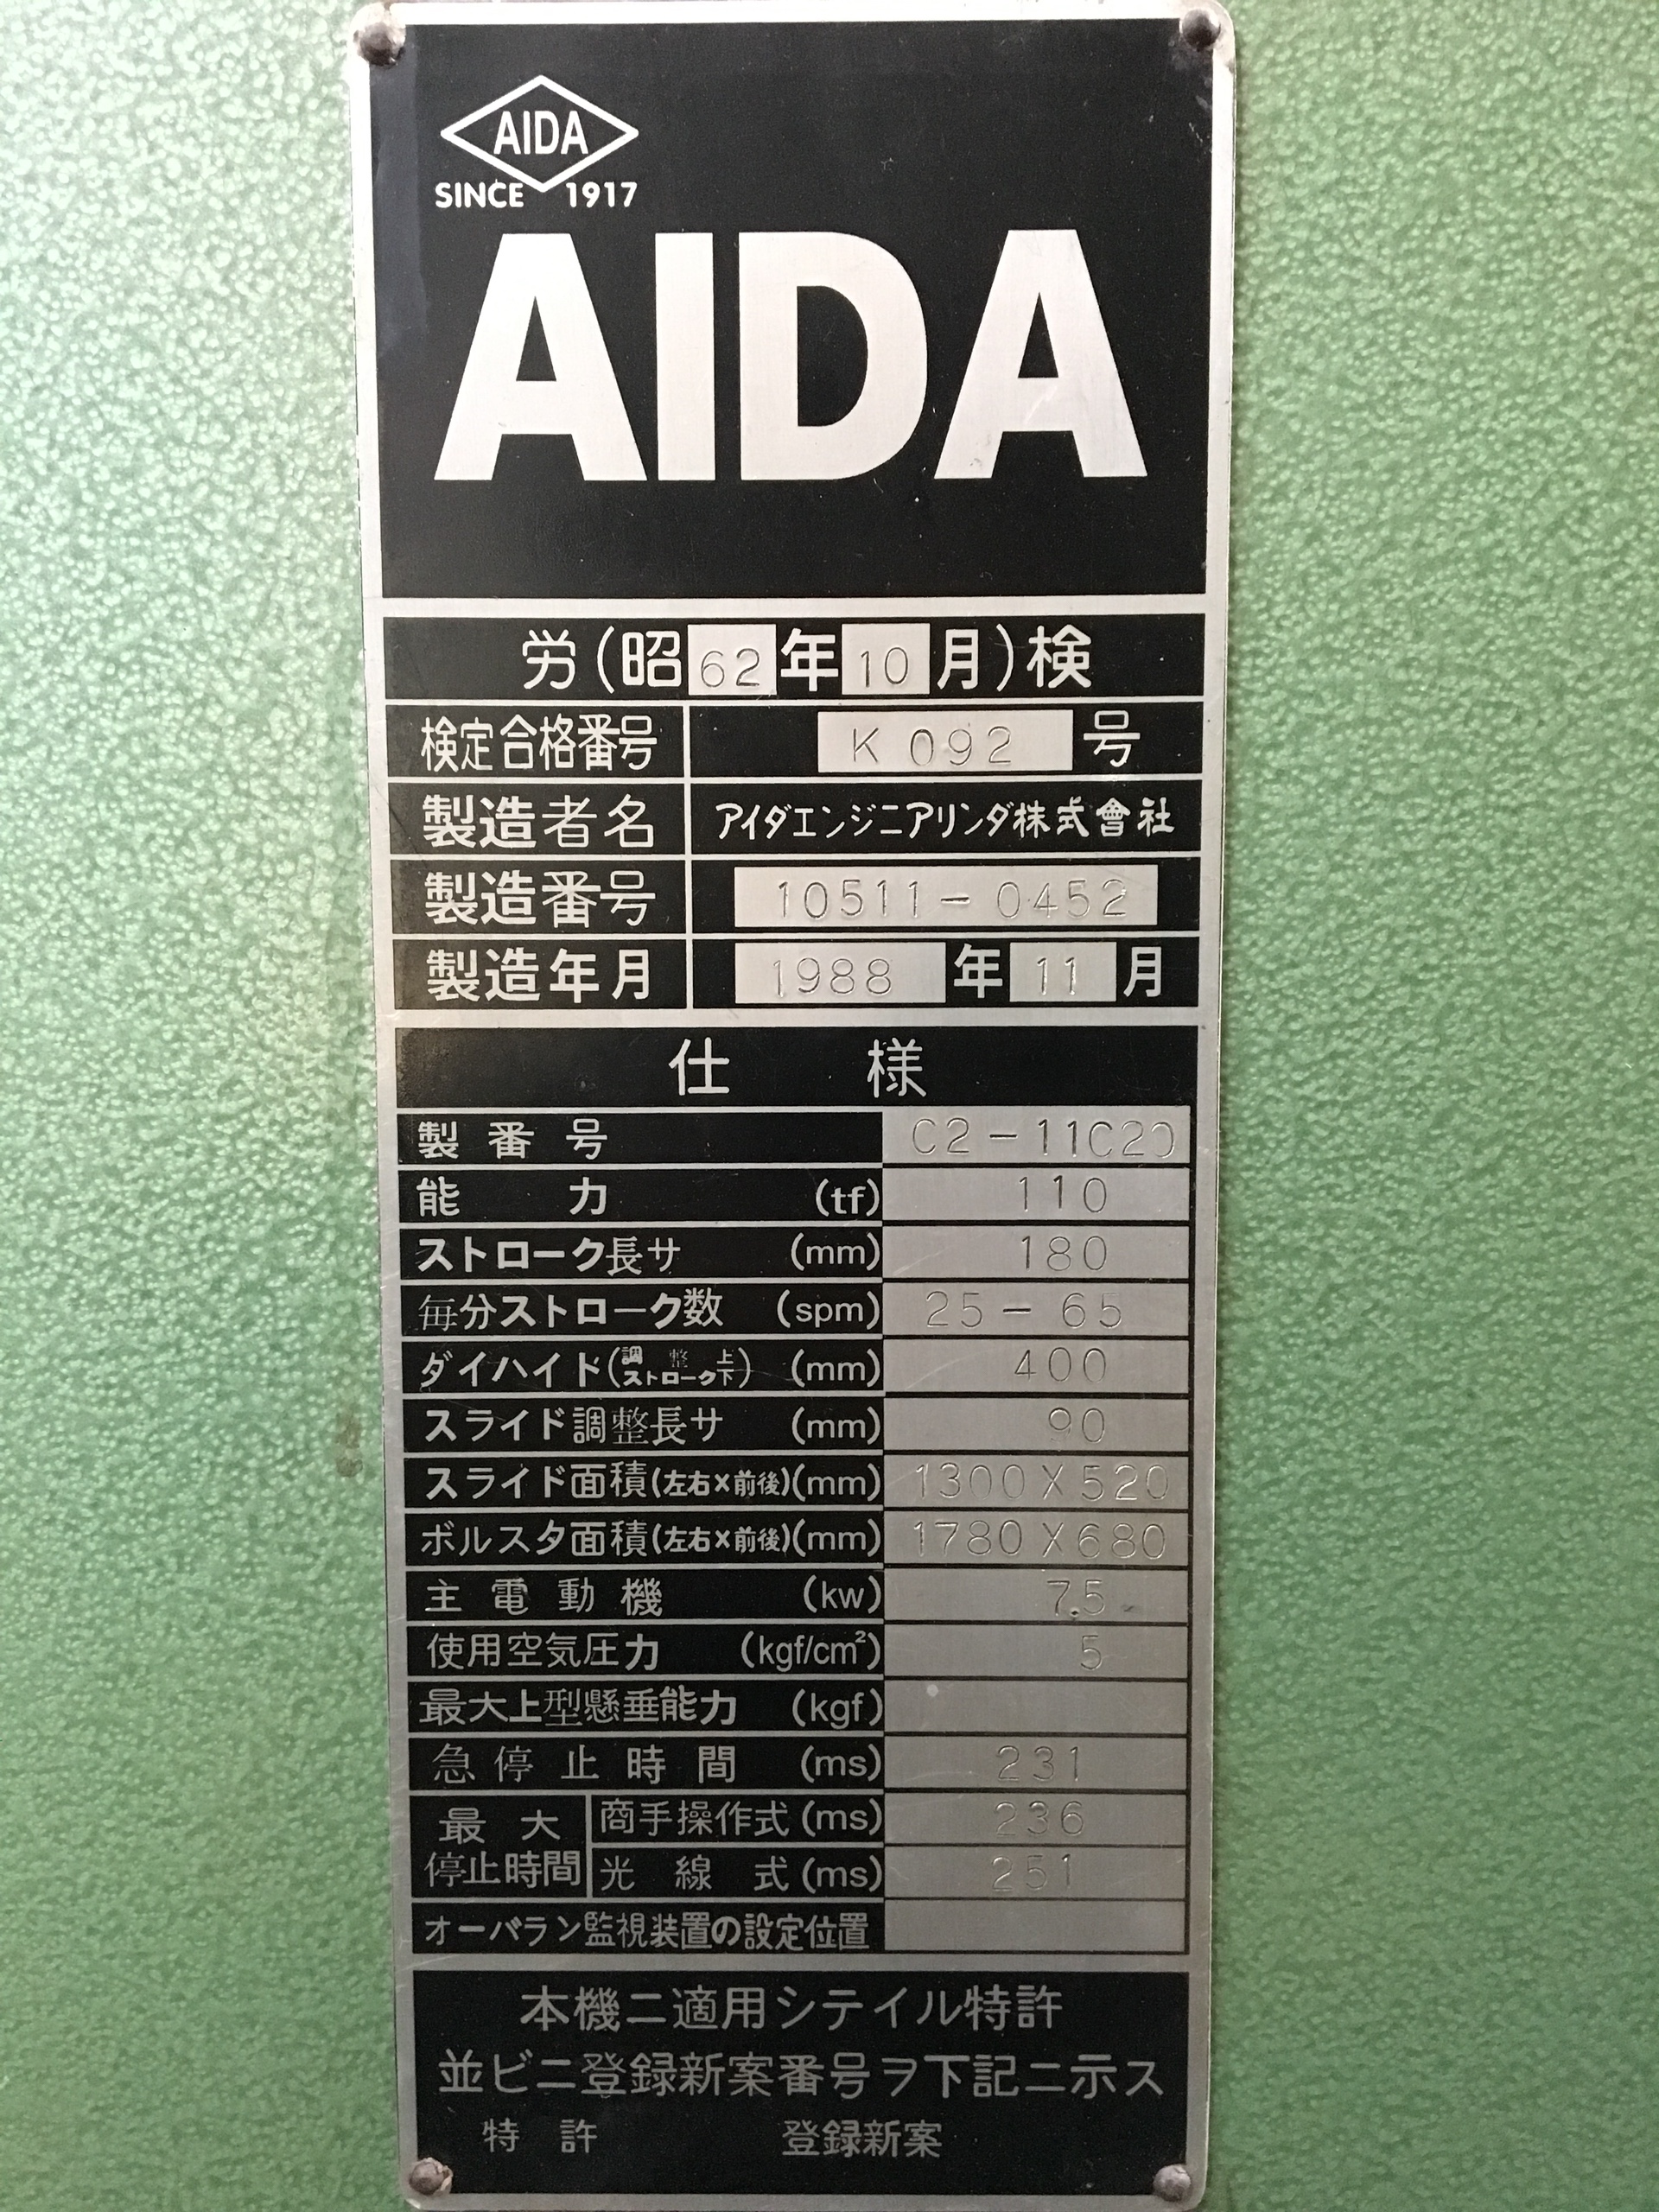 AIDA
SINCE 1917
AIDA
労(昭62年10月)検
検定合格番号 K 092 号
製造者名 アイダエンジニアリング株式會社
製造番号 10511-0452
製造年月 1988年11月
仕様
製番号 C2-11C20
能力 (tf) 110
ストローク長サ (mm) 180
毎分ストローク数 (spm) 25-65
ダイハイド(調整上ストローク下) (mm) 400
スライド調整長サ (mm) 90
スライド面積(左右×前後)(mm) 1300X520
ボルスタ面積(左右×前後)(mm) 1780X680
主電動機 (kw) 7.5
使用空気圧力 (kgf/cm²) 5
最大上型懸垂能力 (kgf)
急停止時間 (ms) 231
最大停止時間 商手操作式 (ms) 236
光線式 (ms) 251
オーバラン監視装置の設定位置
本機ニ適用シテイル特許
並ビニ登録新案番号ヲ下記ニ示ス
特許 登録新案